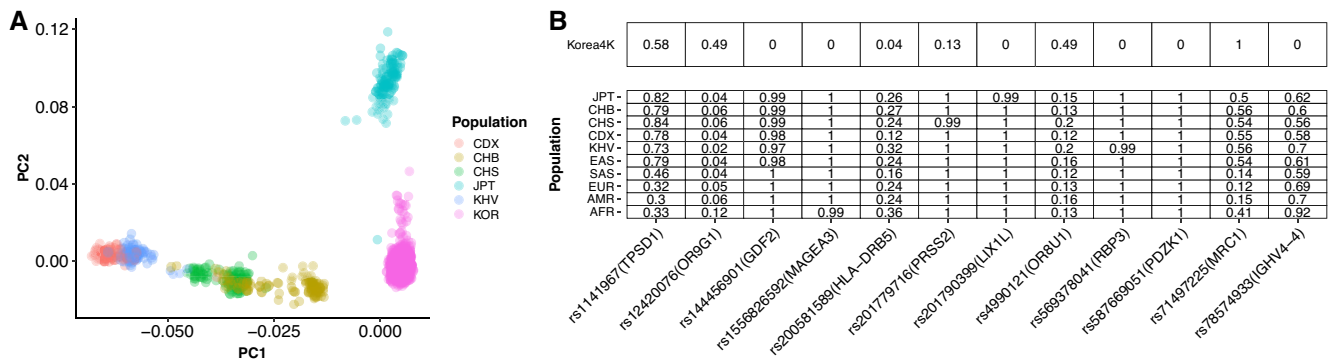 A
0.12
0.08
0.04
0.00
PC2
−0.050
−0.025
0.000
PC1
Population
CDX
CHB
CHS
JPT
KHV
KOR
B
Korea4K 0.58 0.49 0 0 0.04 0.13 0 0.49 0 0 1 0
Population
JPT 0.82 0.04 0.99 1 0.26 1 0.99 0.15 1 1 0.5 0.62
CHB 0.79 0.06 0.99 1 0.27 1 1 0.13 1 1 0.56 0.6
CHS 0.84 0.06 0.99 1 0.24 0.99 1 0.2 1 1 0.54 0.56
CDX 0.78 0.04 0.98 1 0.12 1 1 0.12 1 1 0.55 0.58
KHV 0.73 0.02 0.97 1 0.32 1 1 0.2 0.99 1 0.56 0.7
EAS 0.79 0.04 0.98 1 0.24 1 1 0.16 1 1 0.54 0.61
SAS 0.46 0.04 1 1 0.16 1 1 0.12 1 1 0.14 0.59
EUR 0.32 0.05 1 1 0.24 1 1 0.13 1 1 0.12 0.69
AMR 0.3 0.06 1 1 0.24 1 1 0.16 1 1 0.15 0.7
AFR 0.33 0.12 1 0.99 0.36 1 1 0.13 1 1 0.41 0.92
rs1141967(TPSD1)
rs12420076(OR9G1)
rs144456901(GDF2)
rs1556826592(MAGEA3)
rs200581589(HLA−DRB5)
rs201779716(PRSS2)
rs201790399(LIX1L)
rs4990121(OR8U1)
rs569378041(RBP3)
rs587669051(PDZK1)
rs71497225(MRC1)
rs78574933(IGHV4−4)